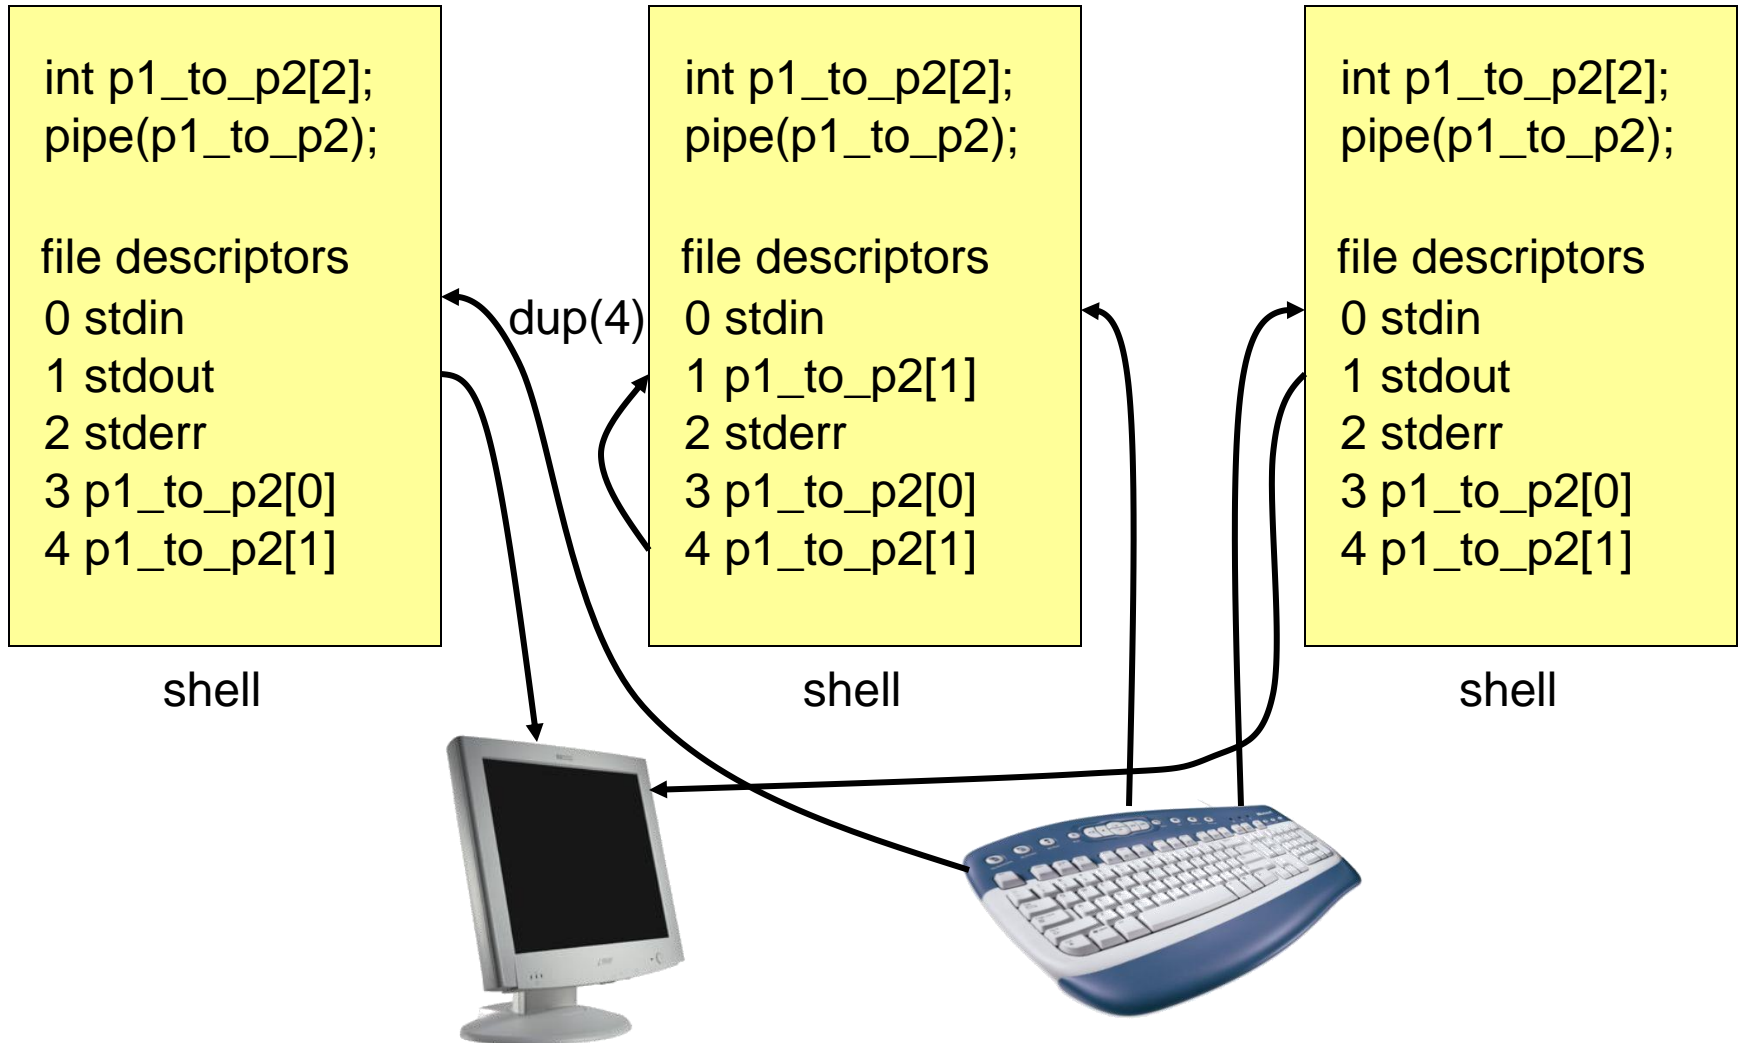 int p1_to_p2[2];
pipe(p1_to_p2);
file descriptors
0 stdin
1 stdout
2 stderr
3 p1_to_p2[0]
4 p1_to_p2[1]
shell
dup(4)
int p1_to_p2[2];
pipe(p1_to_p2);
file descriptors
0 stdin
1 p1_to_p2[1]
2 stderr
3 p1_to_p2[0]
4 p1_to_p2[1]
shell
int p1_to_p2[2];
pipe(p1_to_p2);
file descriptors
0 stdin
1 stdout
2 stderr
3 p1_to_p2[0]
4 p1_to_p2[1]
shell